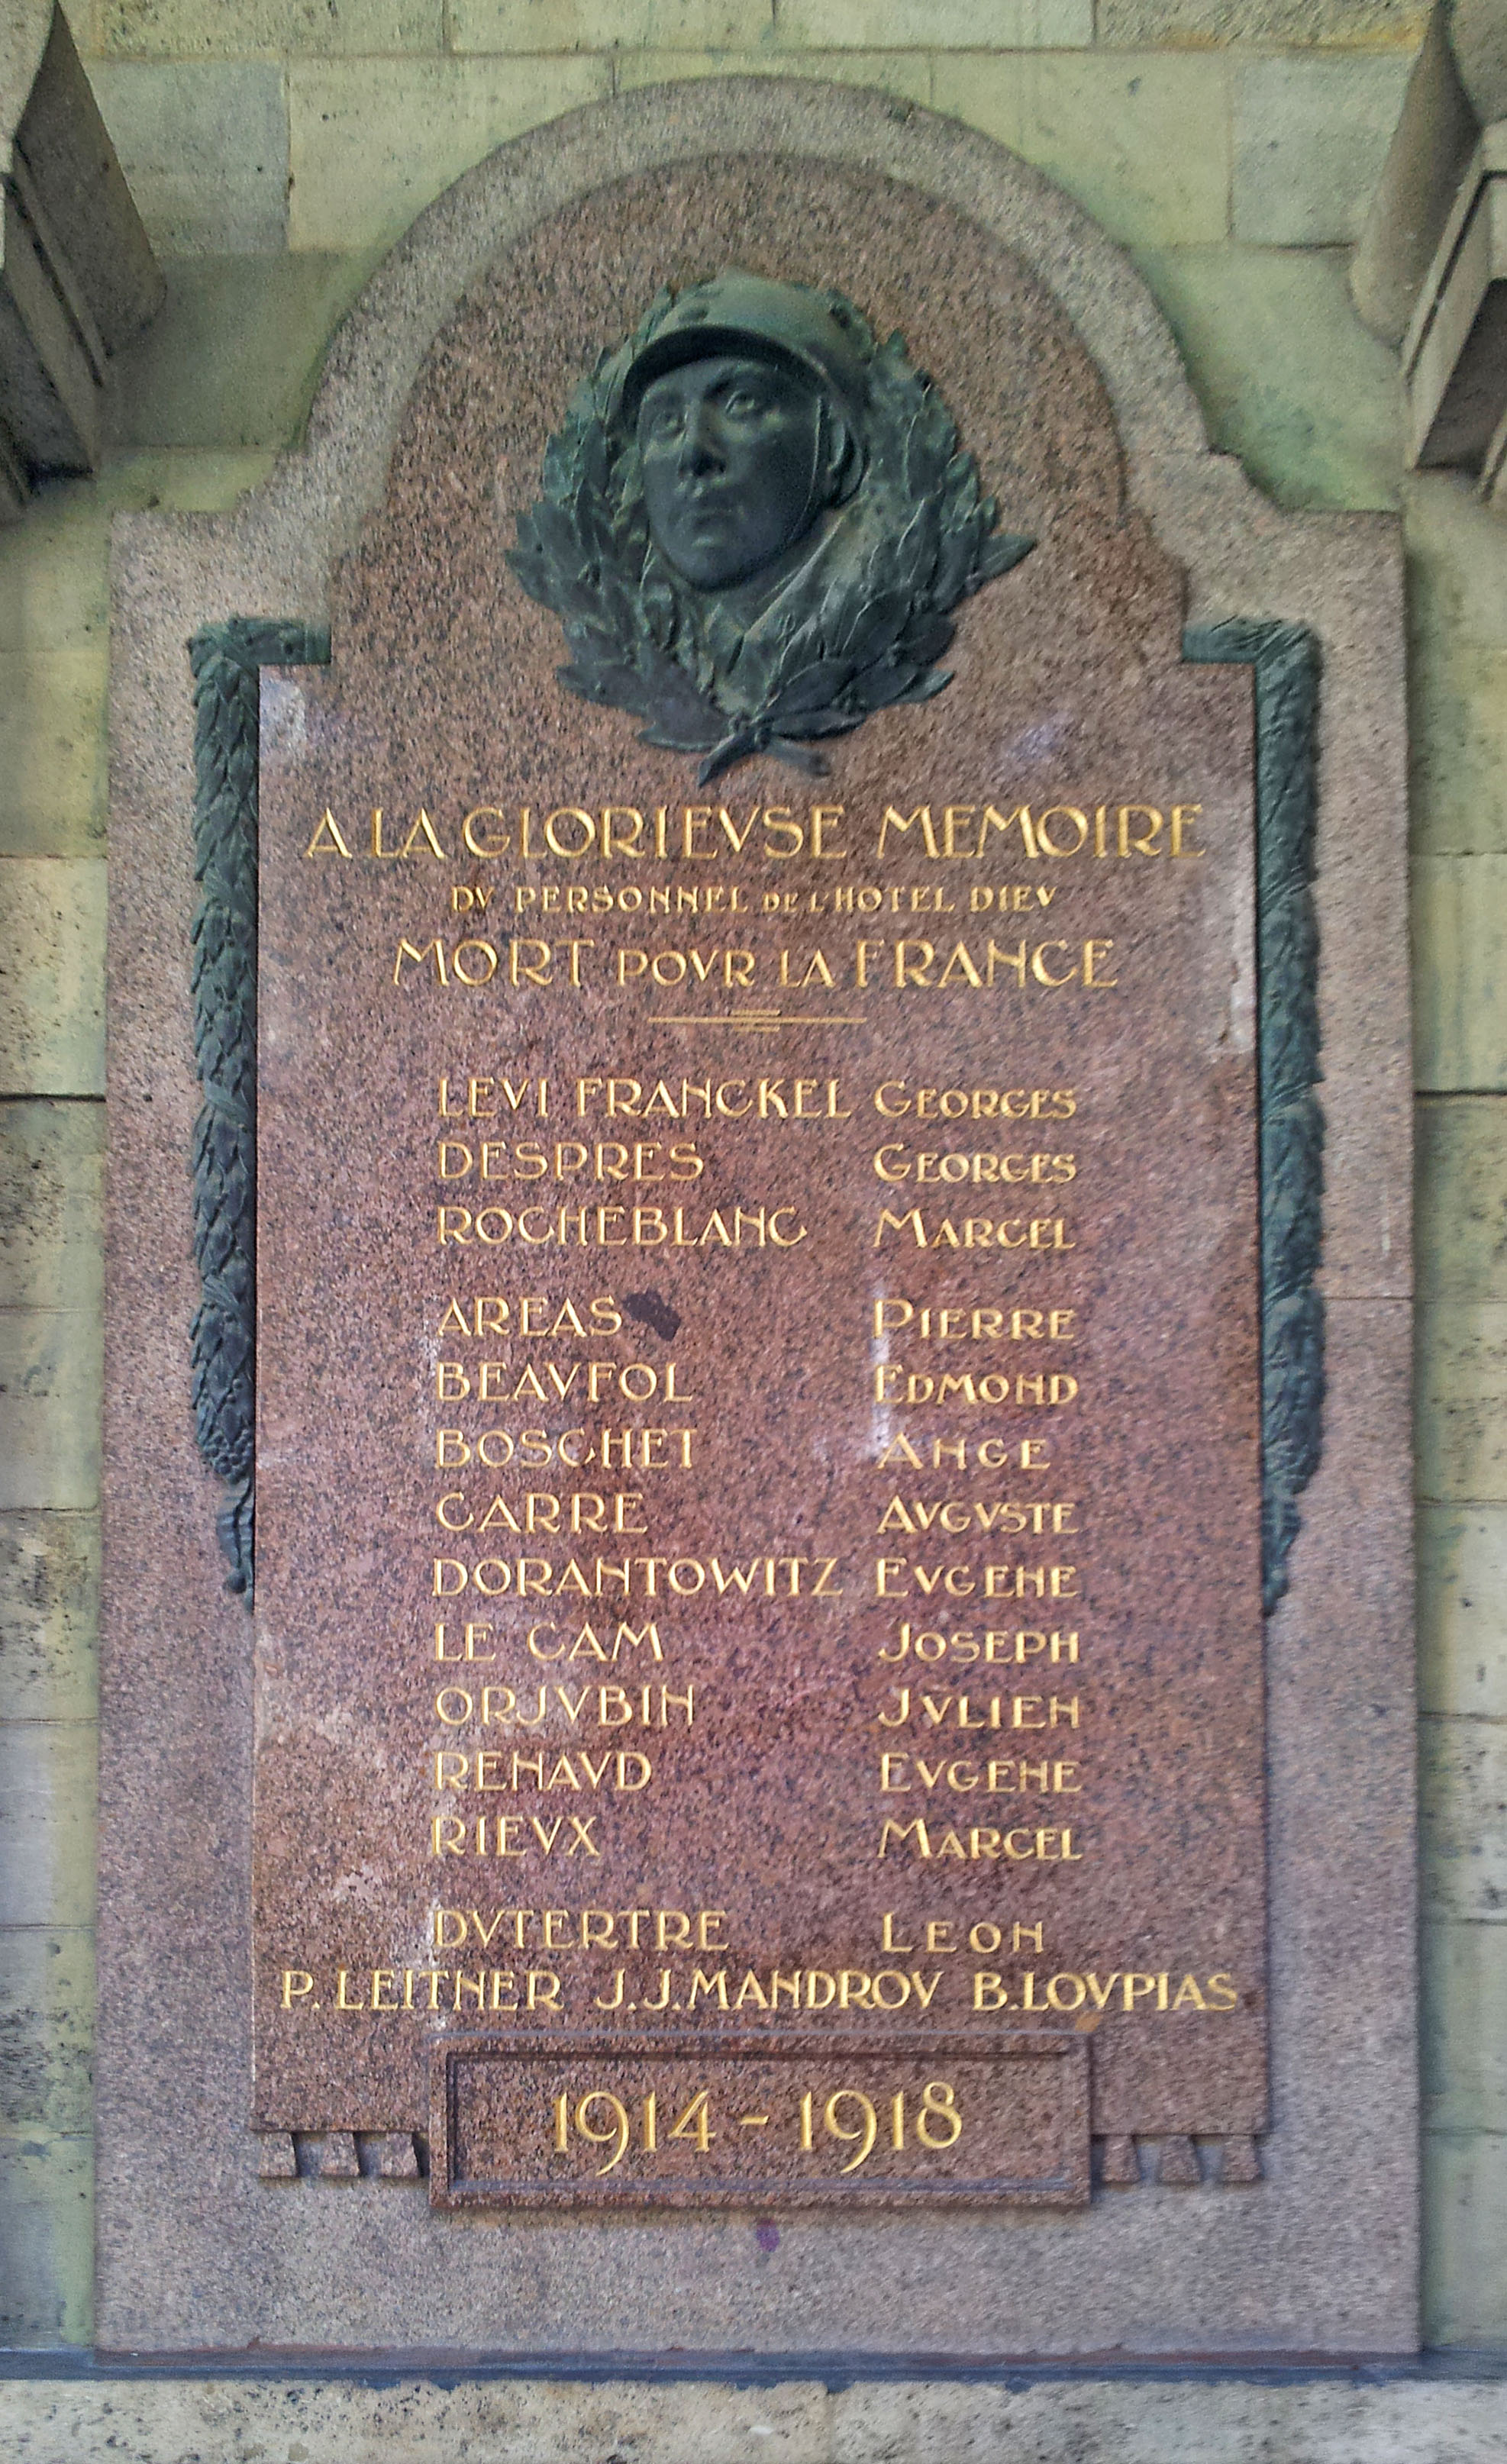 A LA GLORIEVSE MEMOIRE
DV PERSONNEL DE L'HOTEL DIEV
MORT POVR LA FRANCE
LEVI FRANCKEL GEORGES
DESPRES GEORGES
ROCHEBLANC MARCEL
AREAS PIERRE
BEAVFOL EDMOND
BOSCHET ANGE
CARRE AVGVSTE
DORANTOWITZ EVGENE
LE CAM JOSEPH
ORJVBIN JVLIEN
RENAVD EVGENE
RIEVX MARCEL
DVTERTRE LEON
P. LEITNER J.J. MANDROV B. LOVPIAS
1914 - 1918